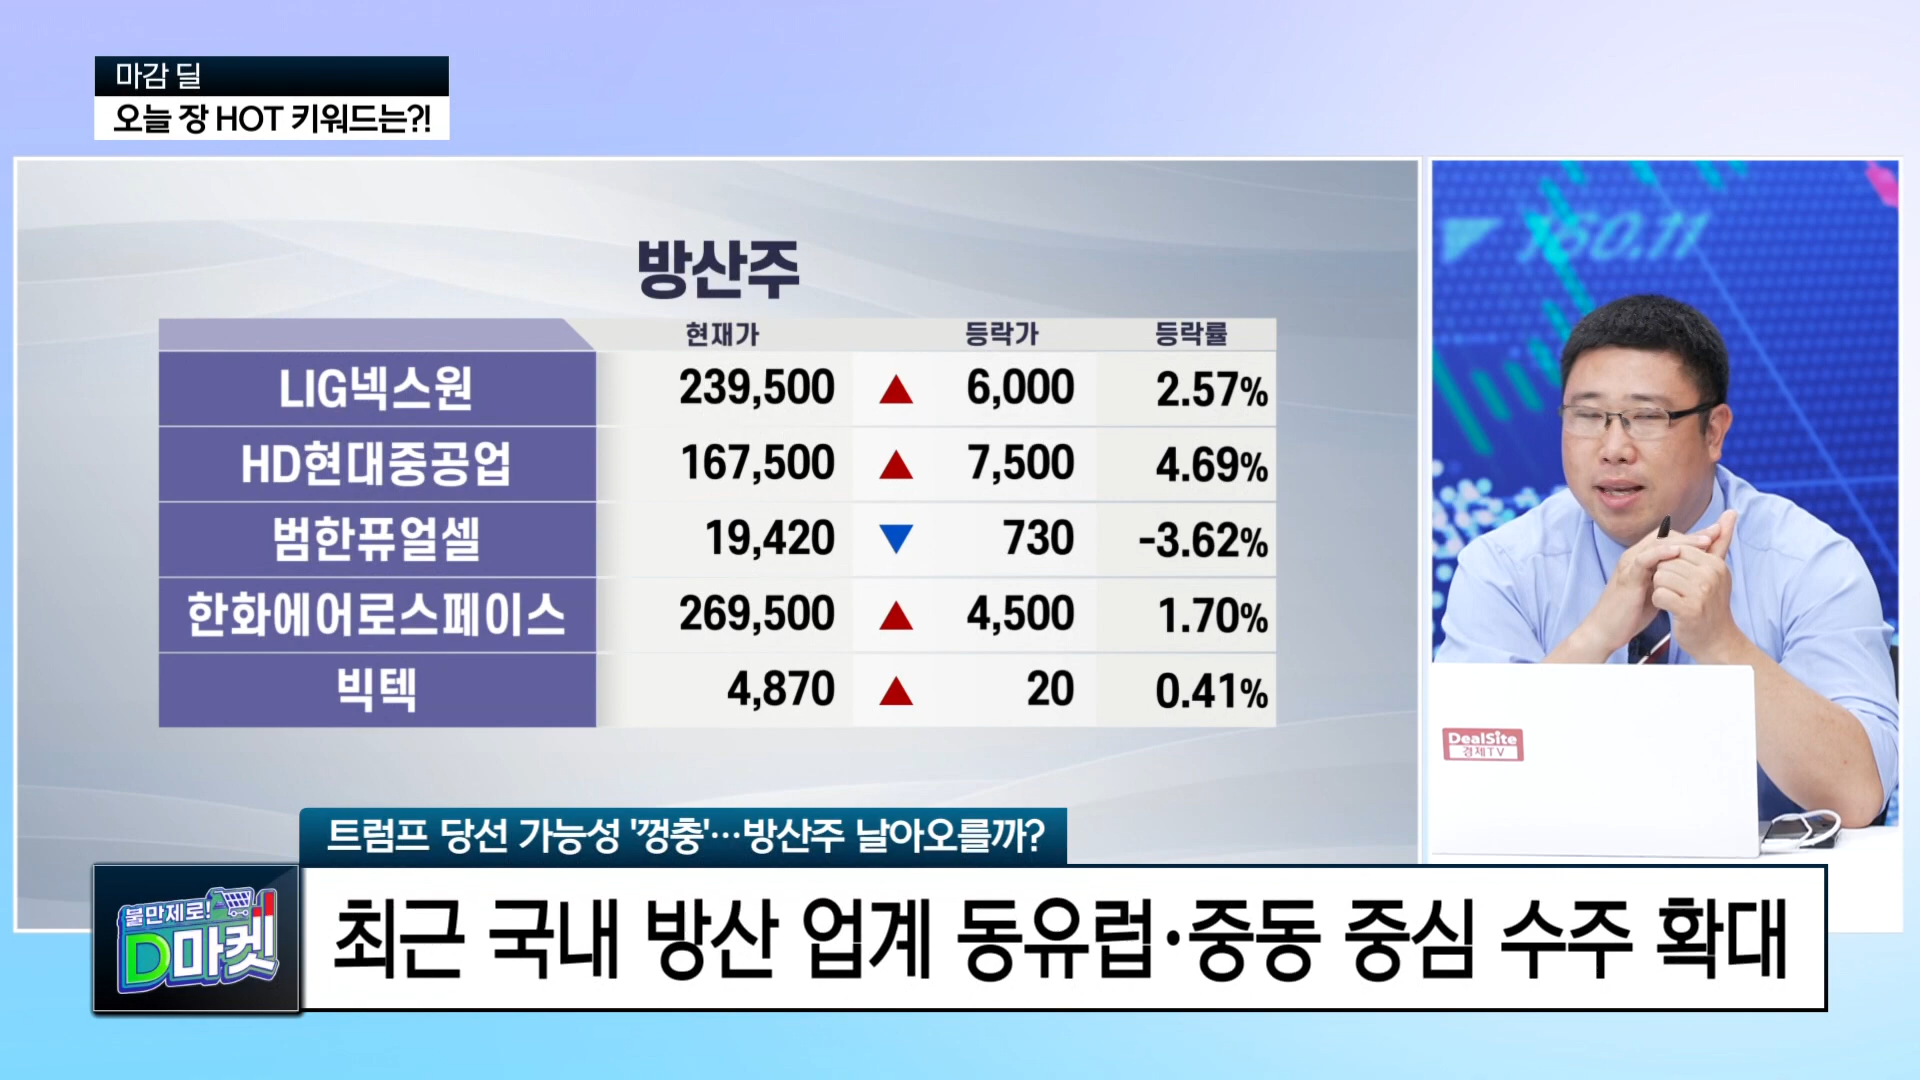 마감 딜
오늘 장 HOT 키워드는?!
방산주
현재가 등락가 등락률
LIG넥스원 239,500 ▲ 6,000 2.57%
HD현대중공업 167,500 ▲ 7,500 4.69%
범한퓨얼셀 19,420 ▼ 730 -3.62%
한화에어로스페이스 269,500 ▲ 4,500 1.70%
빅텍 4,870 ▲ 20 0.41%
160.11
DealSite
경제TV
트럼프 당선 가능성 '껑충'…방산주 날아오를까?
불만제로!
D마켓
최근 국내 방산 업계 동유럽·중동 중심 수주 확대